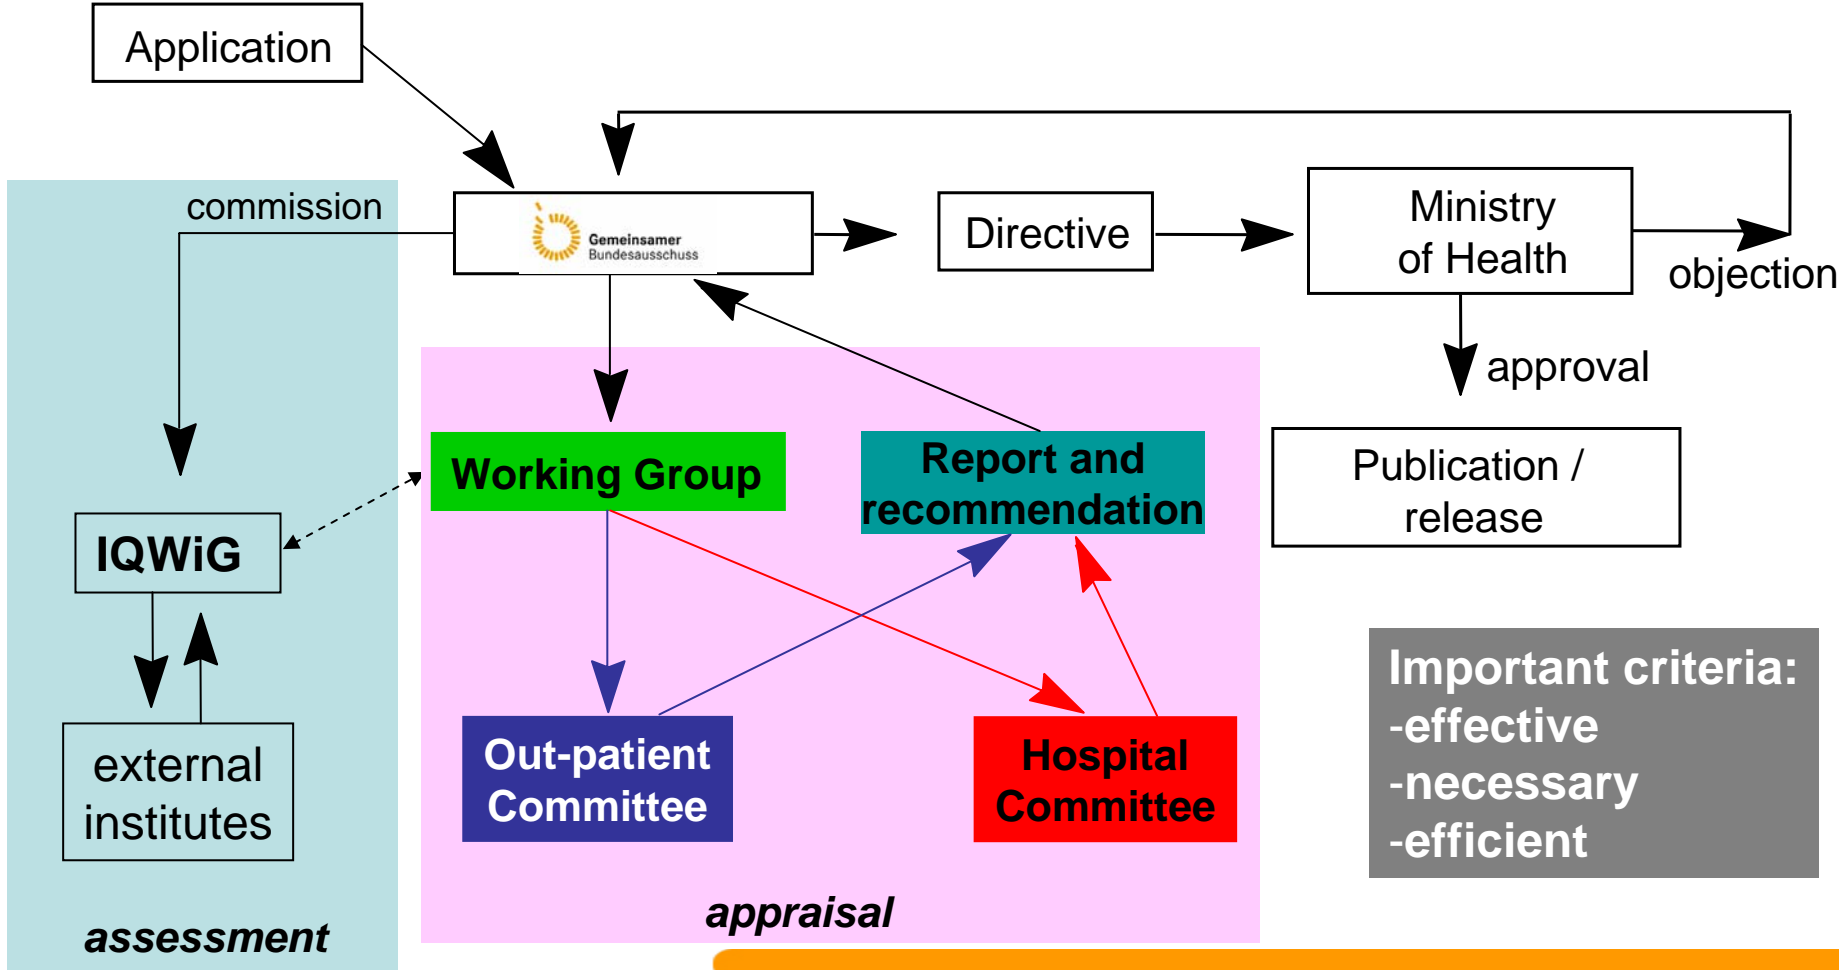 Application
commission
Gemeinsamer
Bundesausschuss
Directive
Ministry
of Health
objection
approval
Publication /
release
Working Group
Report and
recommendation
IQWiG
external
institutes
Out-patient
Committee
Hospital
Committee
Important criteria:
-effective
-necessary
-efficient
appraisal
assessment